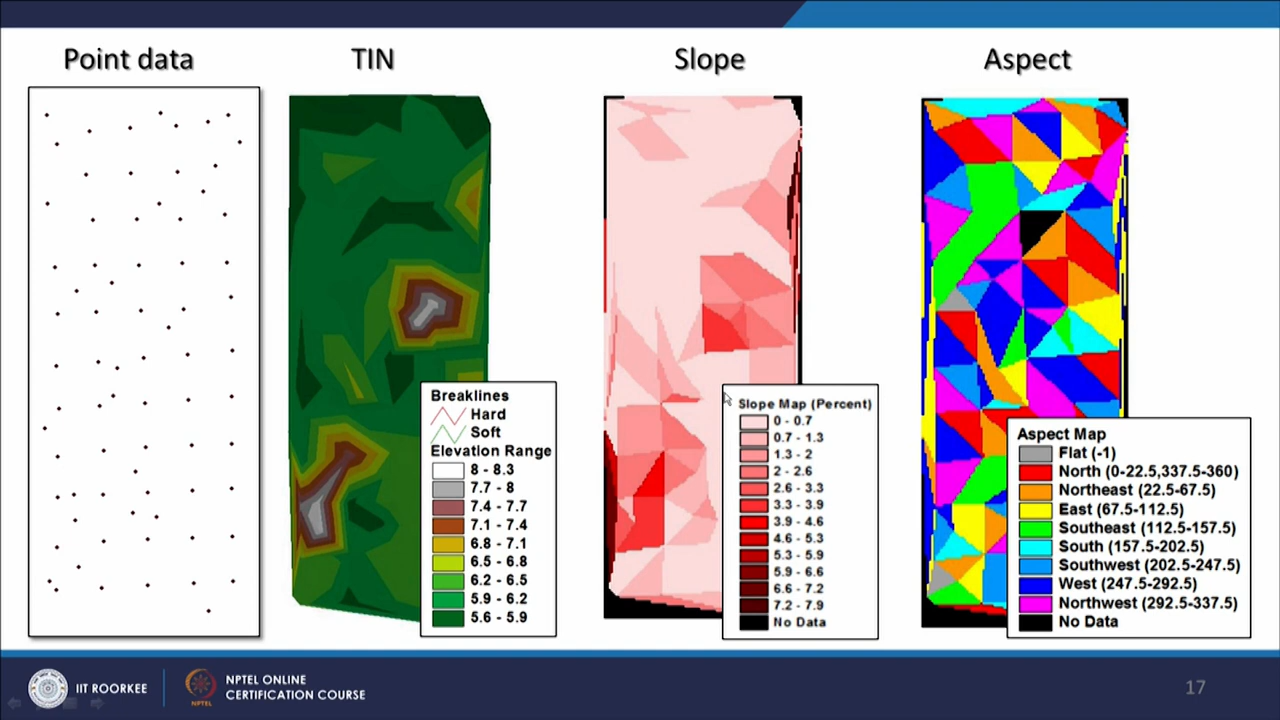 Point data
TIN
Slope
Aspect
Breaklines
Hard
Soft
Elevation Range
8 - 8.3
7.7 - 8
7.4 - 7.7
7.1 - 7.4
6.8 - 7.1
6.5 - 6.8
6.2 - 6.5
5.9 - 6.2
5.6 - 5.9
Slope Map (Percent)
0 - 0.7
0.7 - 1.3
1.3 - 2
2 - 2.6
2.6 - 3.3
3.3 - 3.9
3.9 - 4.6
4.6 - 5.3
5.3 - 5.9
5.9 - 6.6
6.6 - 7.2
7.2 - 7.9
No Data
Aspect Map
Flat (-1)
North (0-22.5,337.5-360)
Northeast (22.5-67.5)
East (67.5-112.5)
Southeast (112.5-157.5)
South (157.5-202.5)
Southwest (202.5-247.5)
West (247.5-292.5)
Northwest (292.5-337.5)
No Data
IIT ROORKEE
NPTEL
NPTEL ONLINE
CERTIFICATION COURSE
17